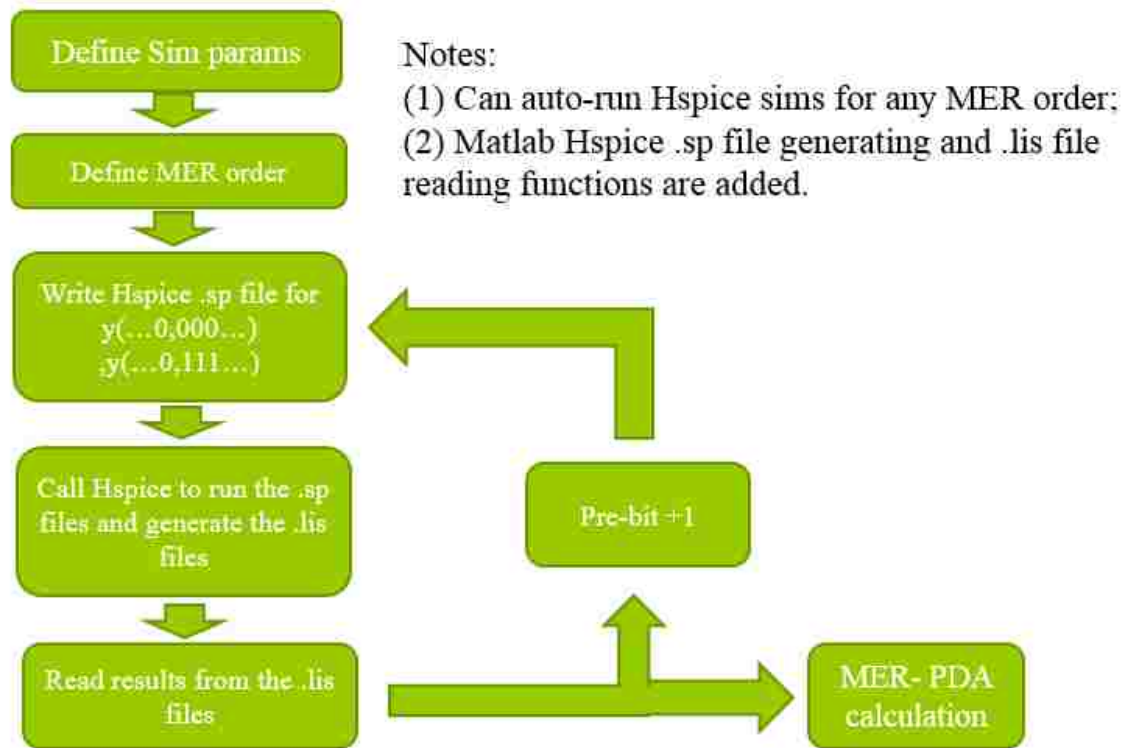 Define Sim params
Notes:
(1) Can auto-run Hspice sims for any MER order;
(2) Matlab Hspice .sp file generating and .lis file
reading functions are added.
Define MER order
Write Hspice .sp file for
y(…0,000…)
,y(…0,111…)
Call Hspice to run the .sp
files and generate the .lis
files
Pre-bit +1
Read results from the .lis
files
MER- PDA
calculation